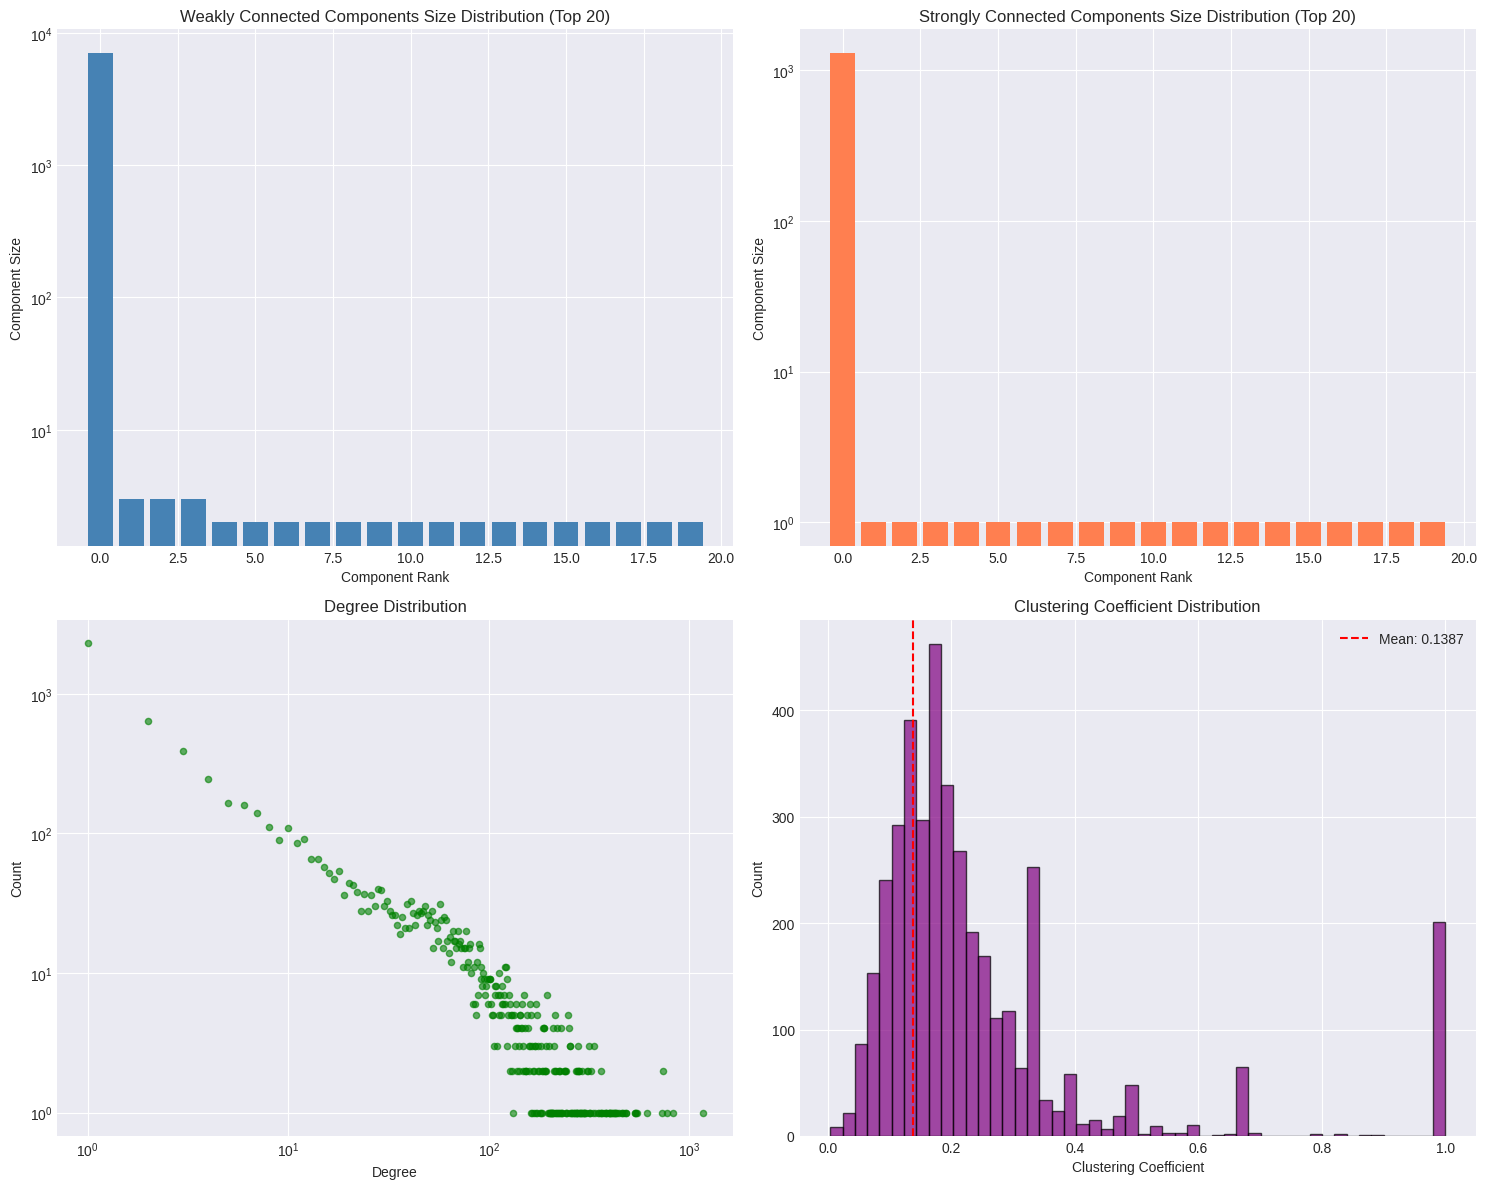 Weakly Connected Components Size Distribution (Top 20)
Component Size
10^4
10^3
10^2
10^1
0.0 2.5 5.0 7.5 10.0 12.5 15.0 17.5 20.0
Component Rank
Strongly Connected Components Size Distribution (Top 20)
Component Size
10^3
10^2
10^1
10^0
0.0 2.5 5.0 7.5 10.0 12.5 15.0 17.5 20.0
Component Rank
Degree Distribution
Count
10^3
10^2
10^1
10^0
10^0 10^1 10^2 10^3
Degree
Clustering Coefficient Distribution
Mean: 0.1387
Count
400
300
200
100
0
0.0 0.2 0.4 0.6 0.8 1.0
Clustering Coefficient